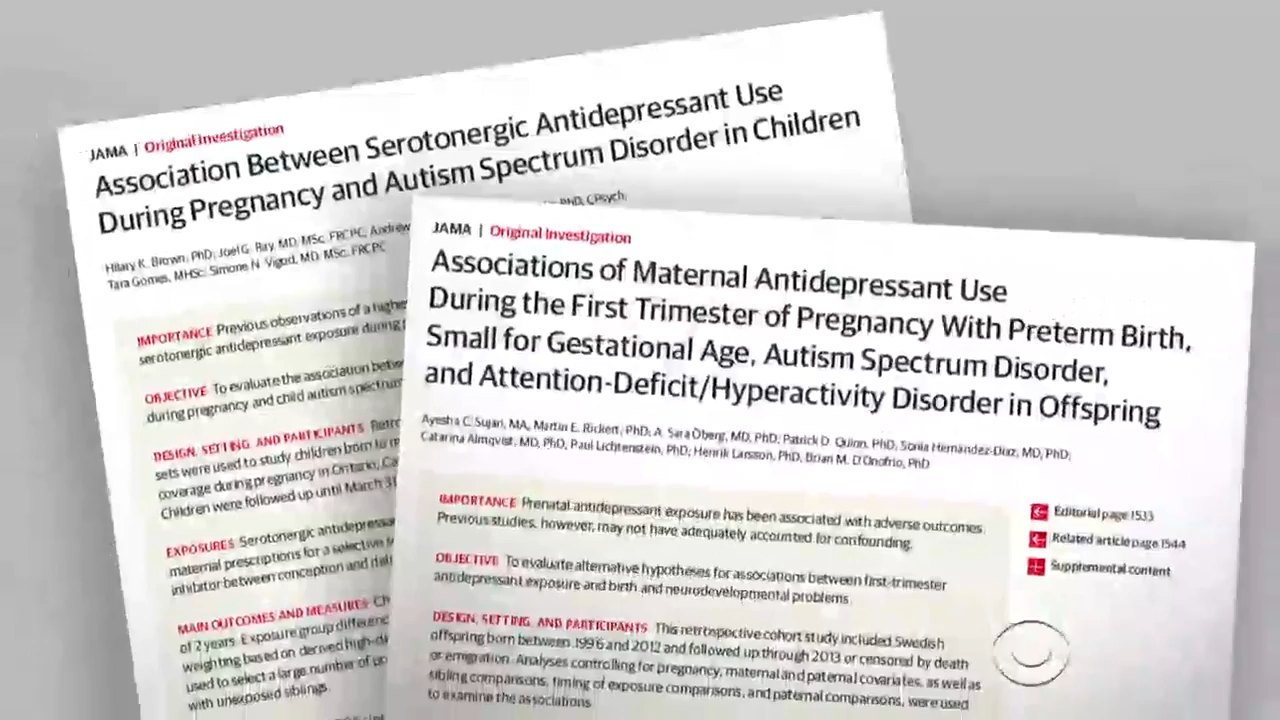 JAMA | Original Investigation
Association Between Serotonergic Antidepressant Use
During Pregnancy and Autism Spectrum Disorder in Children
PhD, CPsych;
Hilary K. Brown, PhD; Joel G. Ray, MD, MSc, FRCPC; Andrew
Tara Gomes, MHSc; Simone N. Vigod, MD, MSc, FRCPC
IMPORTANCE Previous observations of a higher
serotonergic antidepressant exposure during
OBJECTIVE To evaluate the association
during pregnancy and child autism spectrum
DESIGN, SETTING, AND PARTICIPANTS
sets were used to study children born to
coverage during pregnancy in Ontario,
Children were followed up until March 31
EXPOSURES Serotonergic
maternal prescriptions for a selective
inhibitor between conception and
MAIN OUTCOMES AND MEASURES
of 2 years. Exposure group
weighting based on derived
used to select a large number of
with unexposed siblings.
JAMA | Original Investigation
Associations of Maternal Antidepressant Use
During the First Trimester of Pregnancy With Preterm Birth,
Small for Gestational Age, Autism Spectrum Disorder,
and Attention-Deficit/Hyperactivity Disorder in Offspring
Ayesha C. Sujan, MA; Martin E. Rickert, PhD; A. Sara Öberg, MD, PhD; Patrick D. Quinn, PhD; Sonia Hernández-Díaz, MD, PhD;
Catarina Almqvist, MD, PhD; Paul Lichtenstein, PhD; Henrik Larsson, PhD; Brian M. D'Onofrio, PhD
IMPORTANCE Prenatal antidepressant exposure has been associated with adverse outcomes.
Previous studies, however, may not have adequately accounted for confounding.
OBJECTIVE To evaluate alternative hypotheses for associations between first-trimester
antidepressant exposure and birth and neurodevelopmental problems.
DESIGN, SETTING, AND PARTICIPANTS This retrospective cohort study included Swedish
offspring born between 1996 and 2012 and followed up through 2013 or censored by death
or emigration. Analyses controlling for pregnancy, maternal and paternal covariates, as well as
sibling comparisons, timing of exposure comparisons, and paternal comparisons, were used
to examine the associations.
Editorial page 1533
Related article page 1544
Supplemental content